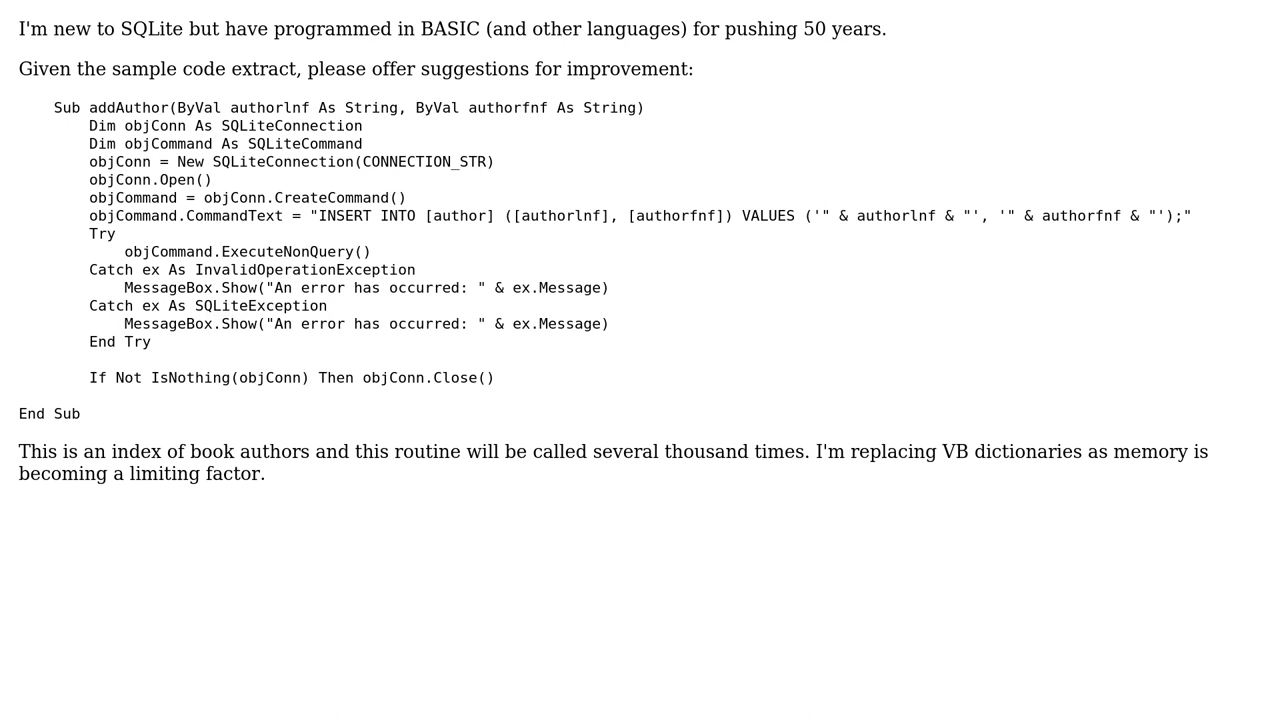 I'm new to SQLite but have programmed in BASIC (and other languages) for pushing 50 years.
Given the sample code extract, please offer suggestions for improvement:
Sub addAuthor(ByVal authorlnf As String, ByVal authorfnf As String)
Dim objConn As SQLiteConnection
Dim objCommand As SQLiteCommand
objConn = New SQLiteConnection(CONNECTION_STR)
objConn.Open()
objCommand = objConn.CreateCommand()
objCommand.CommandText = "INSERT INTO [author] ([authorlnf], [authorfnf]) VALUES ('" & authorlnf & "', '" & authorfnf & "');"
Try
objCommand.ExecuteNonQuery()
Catch ex As InvalidOperationException
MessageBox.Show("An error has occurred: " & ex.Message)
Catch ex As SQLiteException
MessageBox.Show("An error has occurred: " & ex.Message)
End Try
If Not IsNothing(objConn) Then objConn.Close()
End Sub
This is an index of book authors and this routine will be called several thousand times. I'm replacing VB dictionaries as memory is
becoming a limiting factor.